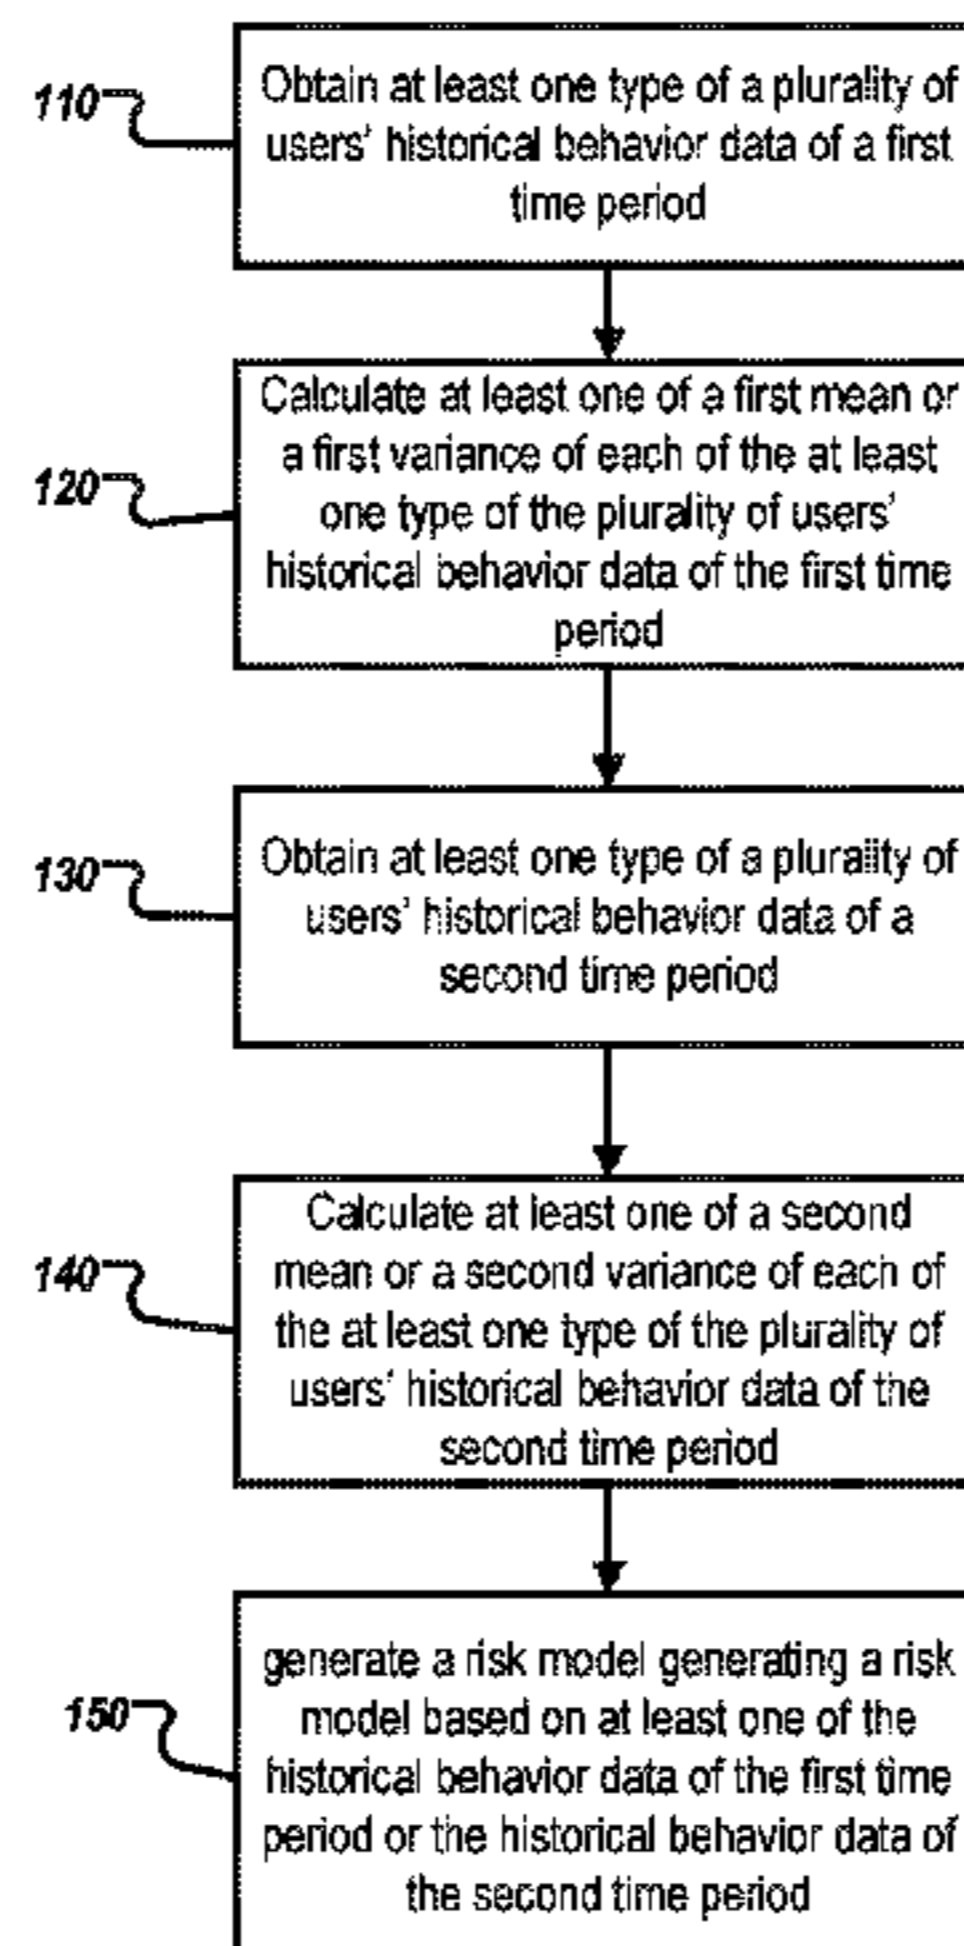 110
Obtain at least one type of a plurality of
users' historical behavior data of a first
time period
120
Calculate at least one of a first mean or
a first variance of each of the at least
one type of the plurality of users'
historical behavior data of the first time
period
130
Obtain at least one type of a plurality of
users' historical behavior data of a
second time period
140
Calculate at least one of a second
mean or a second variance of each of
the at least one type of the plurality of
users' historical behavior data of the
second time period
150
generate a risk model generating a risk
model based on at least one of the
historical behavior data of the first time
period or the historical behavior data of
the second time period